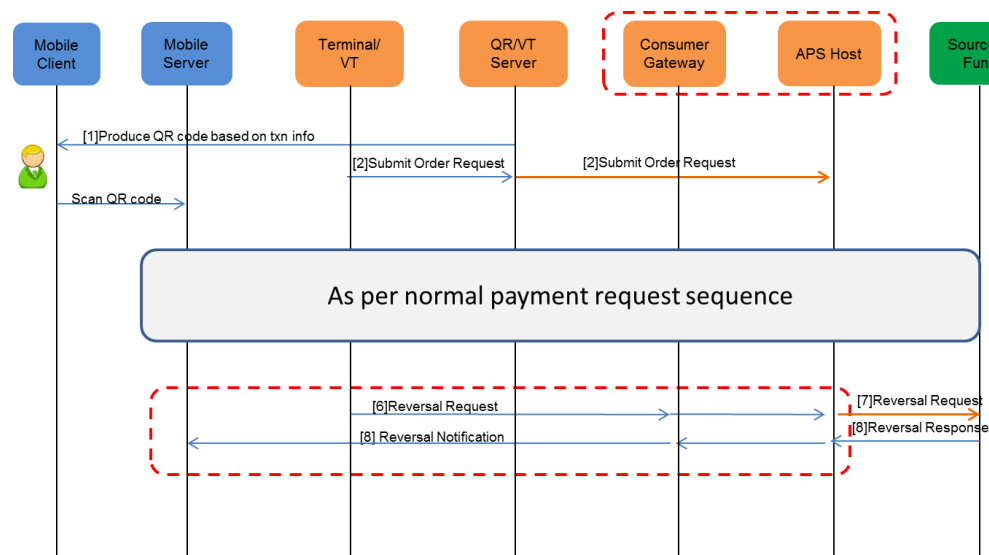 Mobile
Client
Mobile
Server
Terminal/
VT
QR/VT
Server
Consumer
Gateway
APS Host
Sourc
Fun
[1]Produce QR code based on txn info
[2]Submit Order Request
[2]Submit Order Request
Scan QR code
As per normal payment request sequence
[6]Reversal Request
[7]Reversal Request
[8] Reversal Notification
[8]Reversal Response